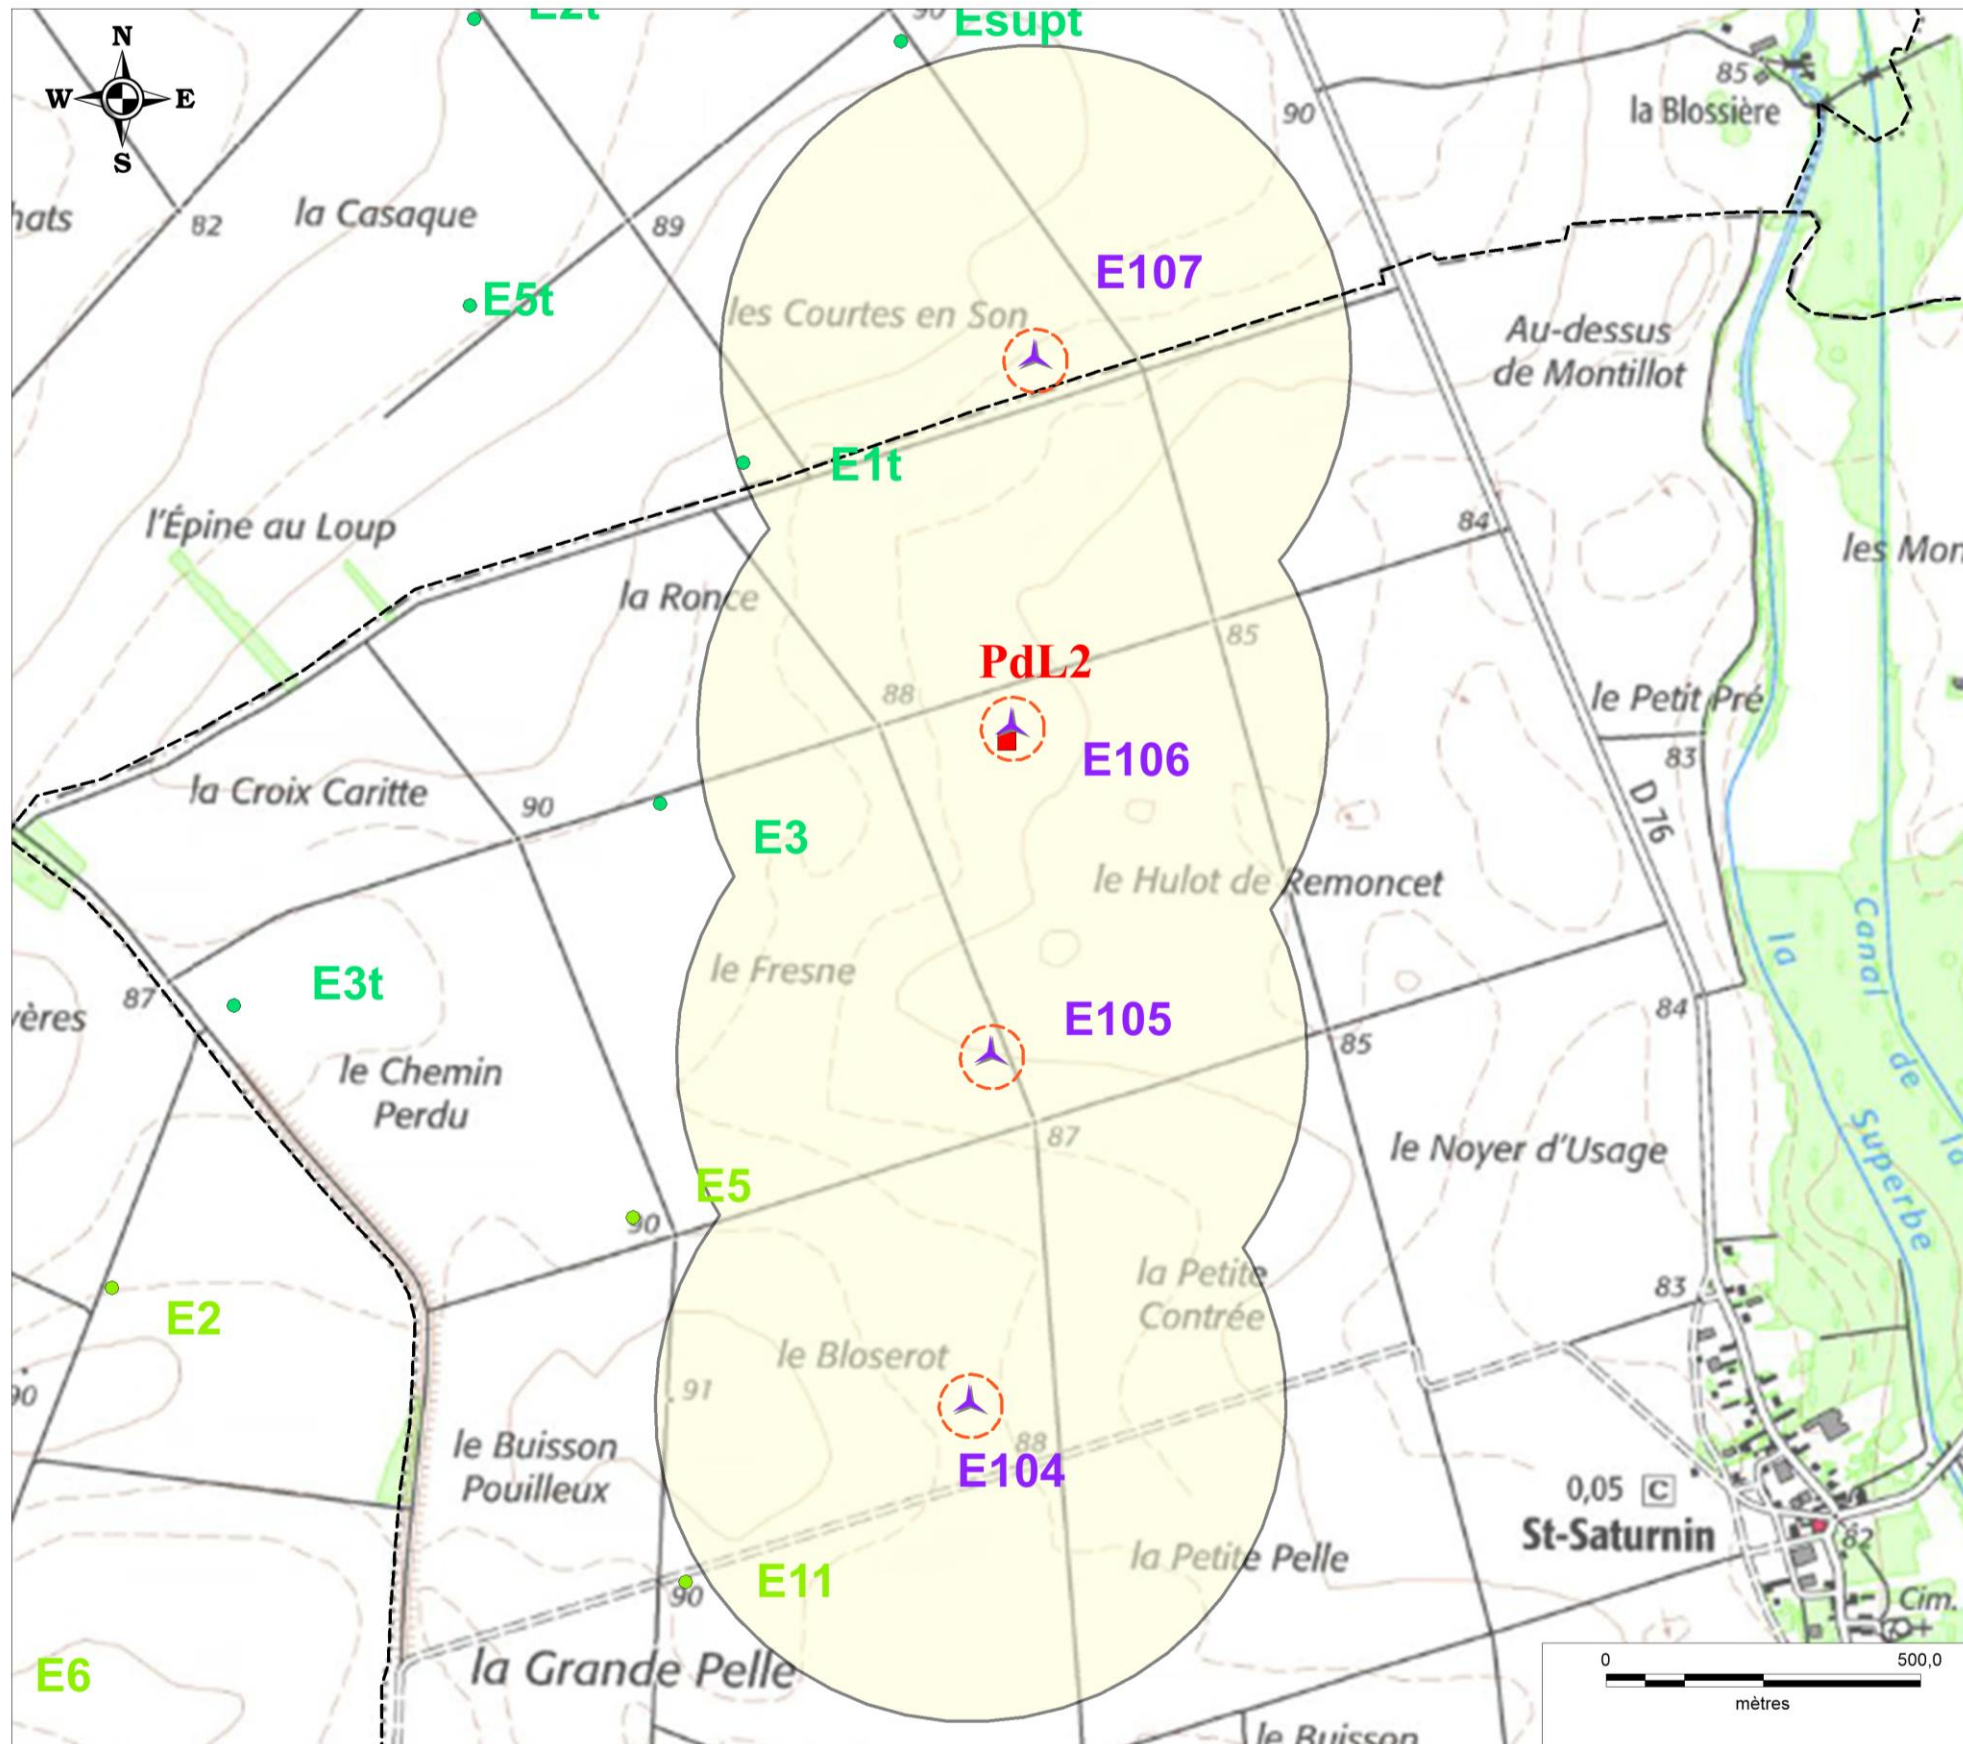 E2t
90
Esupt
N
W
E
S
85
la Blossière
90
hats
82
la Casaque
89
E107
E5t
les Courtes en Son
Au-dessus
de Montillot
E1t
l'Épine au Loup
84
les Mon
la Ronce
85
PdL2
88
le Petit Pré
83
E106
la Croix Caritte
90
D 76
E3
le Hulot de Remoncet
le Fresne
Canal
la
E3t
87
vères
E105
84
85
le Chemin
Perdu
de
87
le Noyer d'Usage
Superbe
la
E5
90
la Petite
Contrée
83
E2
le Bloserot
91
90
le Buisson
Pouilleux
88
E104
0,05 C
St-Saturnin
82
la Petite Pelle
E11
90
Cim.
E6
la Grande Pelle
0
500,0
mètres
le Buisson